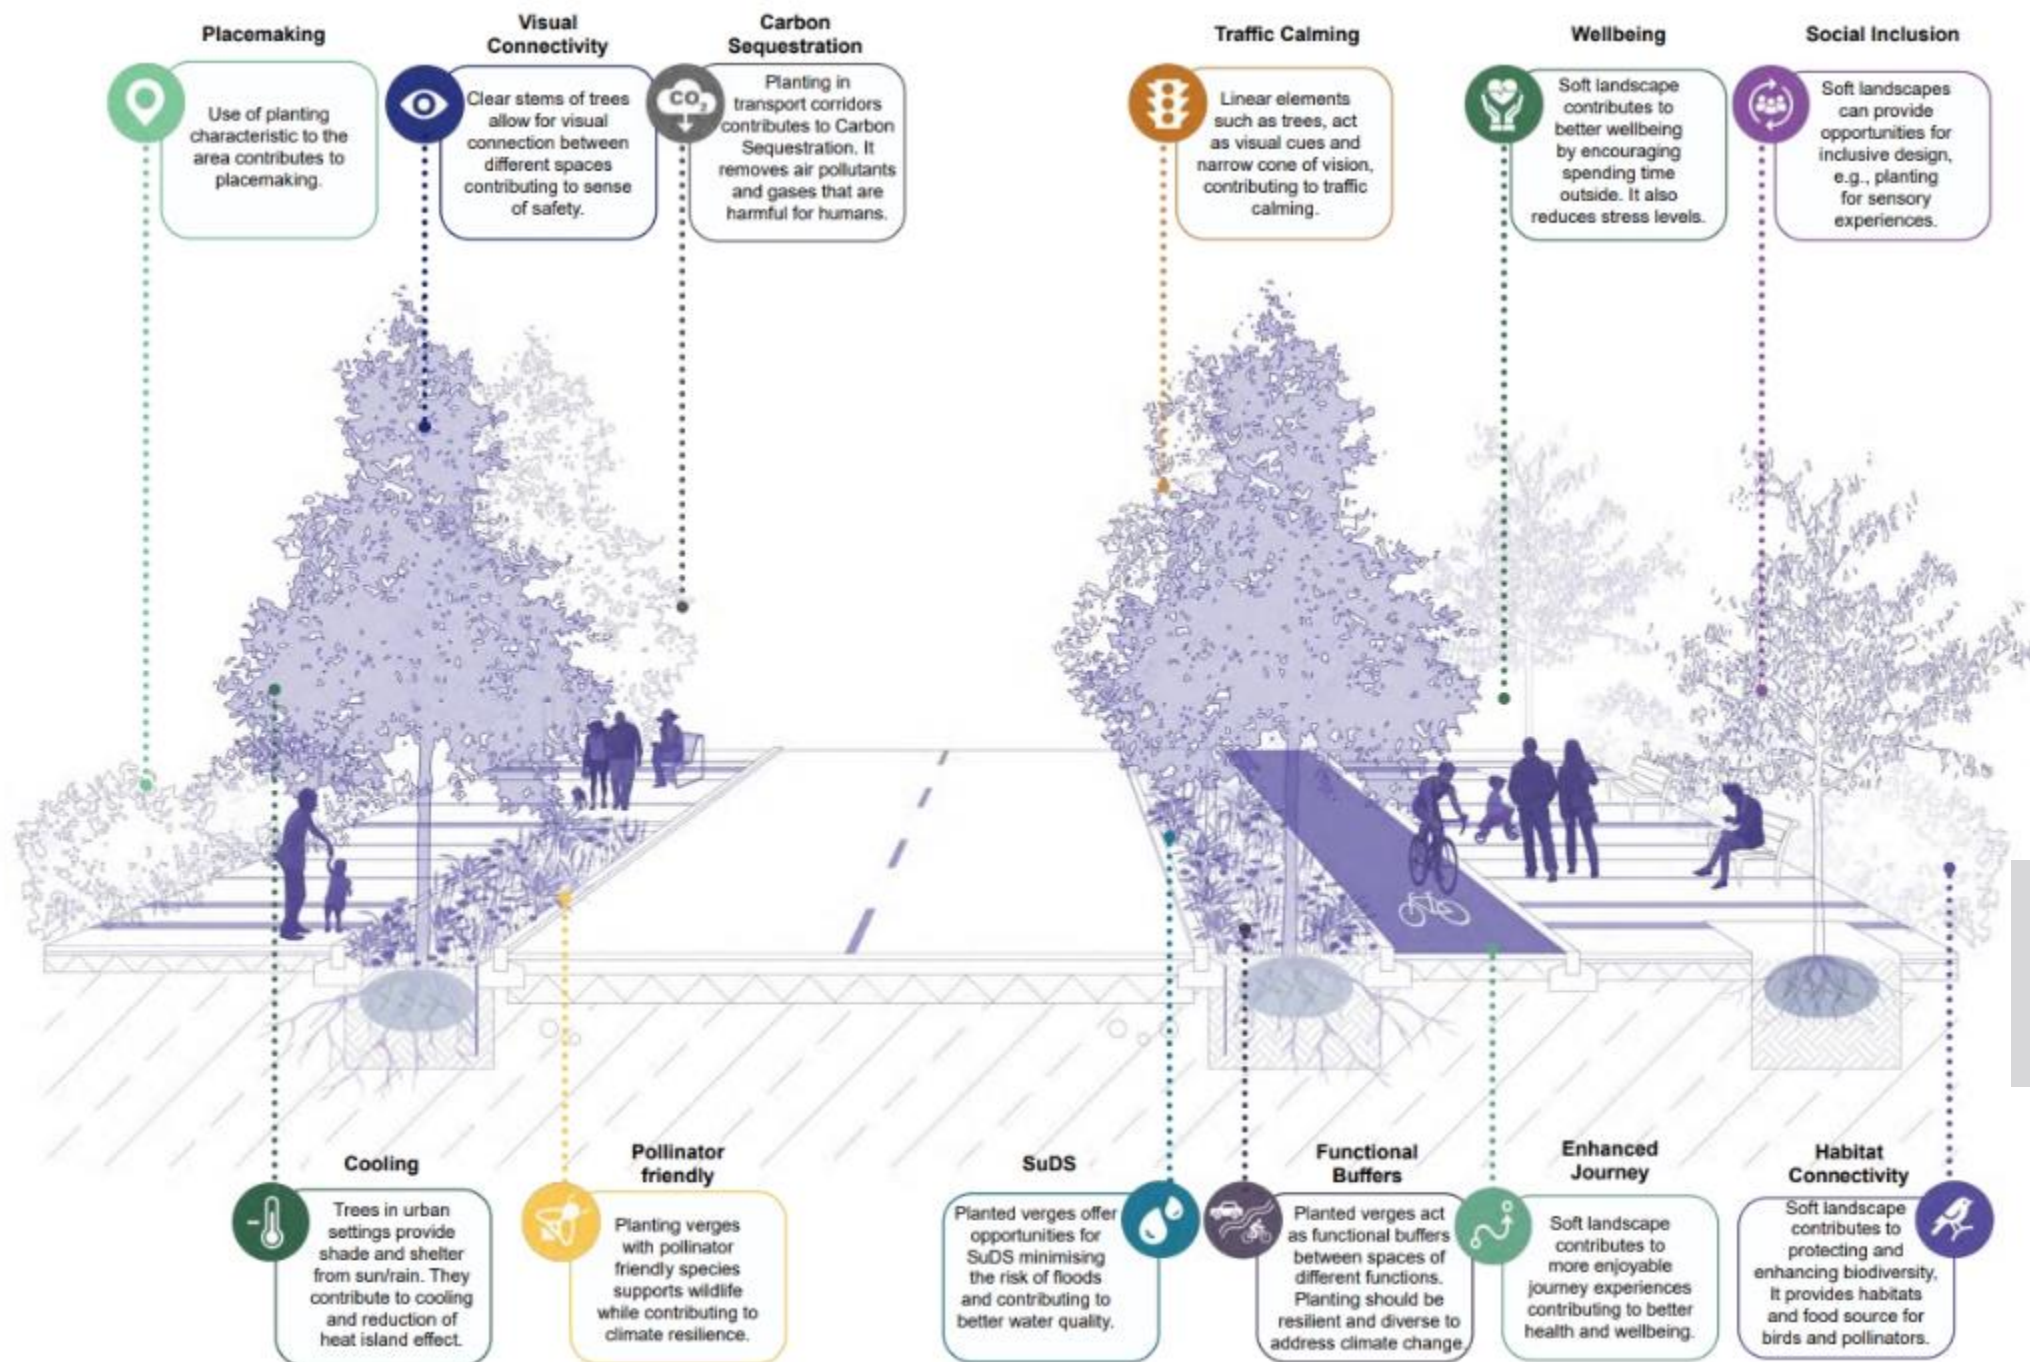 Placemaking
Use of planting
characteristic to the
area contributes to
placemaking.
Visual
Connectivity
Clear stems of trees
allow for visual
connection between
different spaces
contributing to sense
of safety.
Carbon
Sequestration
CO2
Planting in
transport corridors
contributes to Carbon
Sequestration. It
removes air pollutants
and gases that are
harmful for humans.
Traffic Calming
Linear elements
such as trees, act
as visual cues and
narrow cone of vision,
contributing to traffic
calming.
Wellbeing
Soft landscape
contributes to
better wellbeing
by encouraging
spending time
outside. It also
reduces stress levels.
Social Inclusion
Soft landscapes
can provide
opportunities for
inclusive design,
e.g., planting
for sensory
experiences.
Cooling
Trees in urban
settings provide
shade and shelter
from sun/rain. They
contribute to cooling
and reduction of
heat island effect.
Pollinator
friendly
Planting verges
with pollinator
friendly species
supports wildlife
while contributing to
climate resilience.
SuDS
Planted verges offer
opportunities for
SuDS minimising
the risk of floods
and contributing to
better water quality.
Functional
Buffers
Planted verges act
as functional buffers
between spaces of
different functions.
Planting should be
resilient and diverse to
address climate change
Enhanced
Journey
Soft landscape
contributes to
more enjoyable
journey experiences
contributing to better
health and wellbeing.
Habitat
Connectivity
Soft landscape
contributes to
protecting and
enhancing biodiversity,
It provides habitats
and food source for
birds and pollinators.